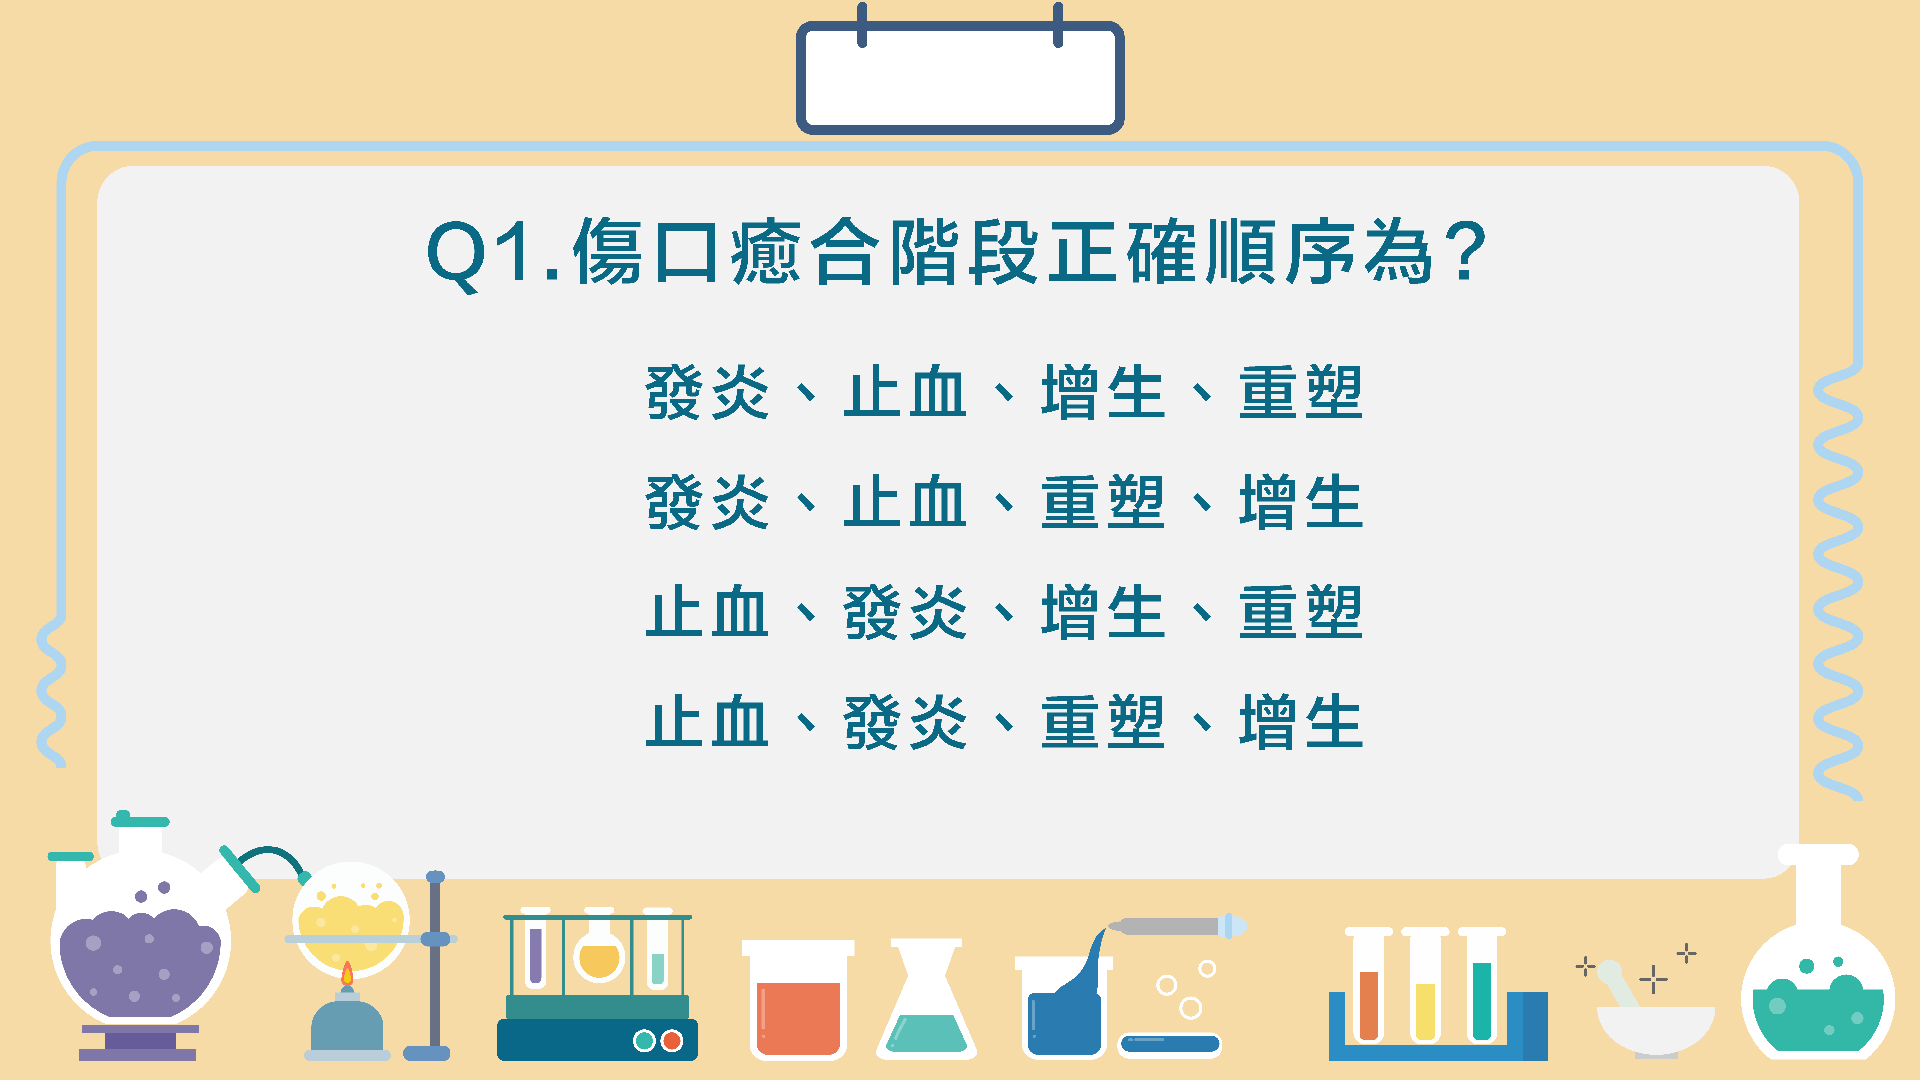 Q1.傷口癒合階段正確順序為?
發炎、止血、增生、重塑
發炎、止血、重塑、增生
止血、發炎、增生、重塑
止血、發炎、重塑、增生